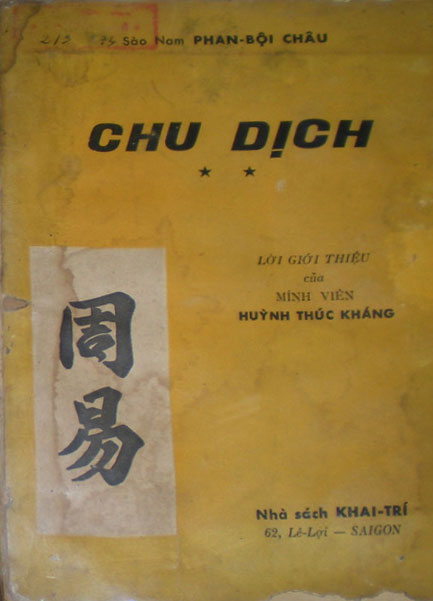 Sào Nam PHAN-BỘI CHÂU
CHU DỊCH
★ ★
LỜI GIỚI THIỆU
của
MÍNH VIÊN
HUỲNH THÚC KHÁNG
周易
Nhà sách KHAI-TRÍ
62, Lê-Lợi — SAIGON